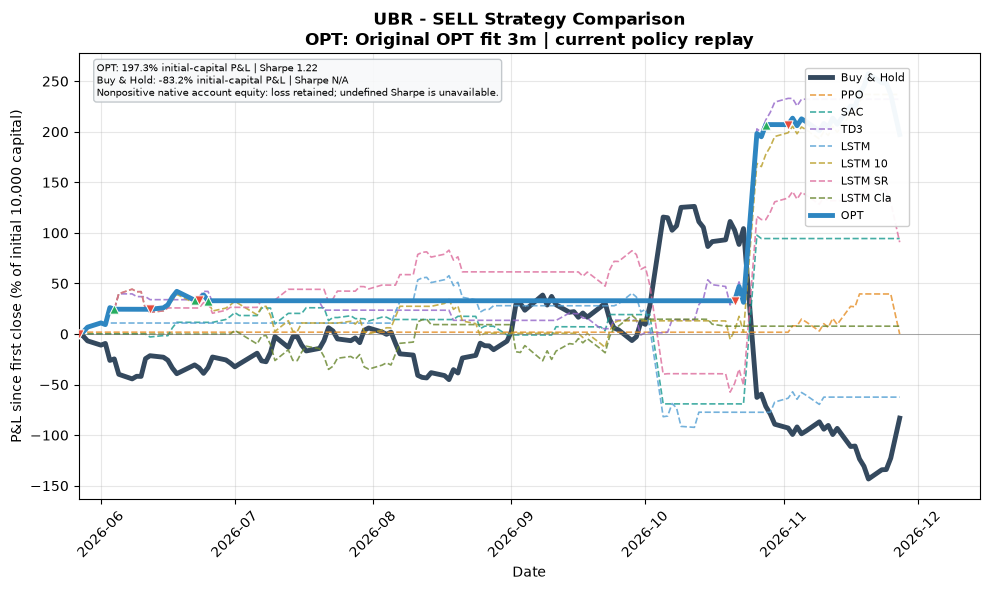 UBR - SELL Strategy Comparison
OPT: Original OPT fit 3m | current policy replay
OPT: 197.3% initial-capital P&L | Sharpe 1.22
Buy & Hold: -83.2% initial-capital P&L | Sharpe N/A
Nonpositive native account equity: loss retained; undefined Sharpe is unavailable.
Buy & Hold
PPO
SAC
TD3
LSTM
LSTM 10
LSTM SR
LSTM Cla
OPT
P&L since first close (% of initial 10,000 capital)
250
200
150
100
50
0
−50
−100
−150
2026-06
2026-07
2026-08
2026-09
2026-10
2026-11
2026-12
Date